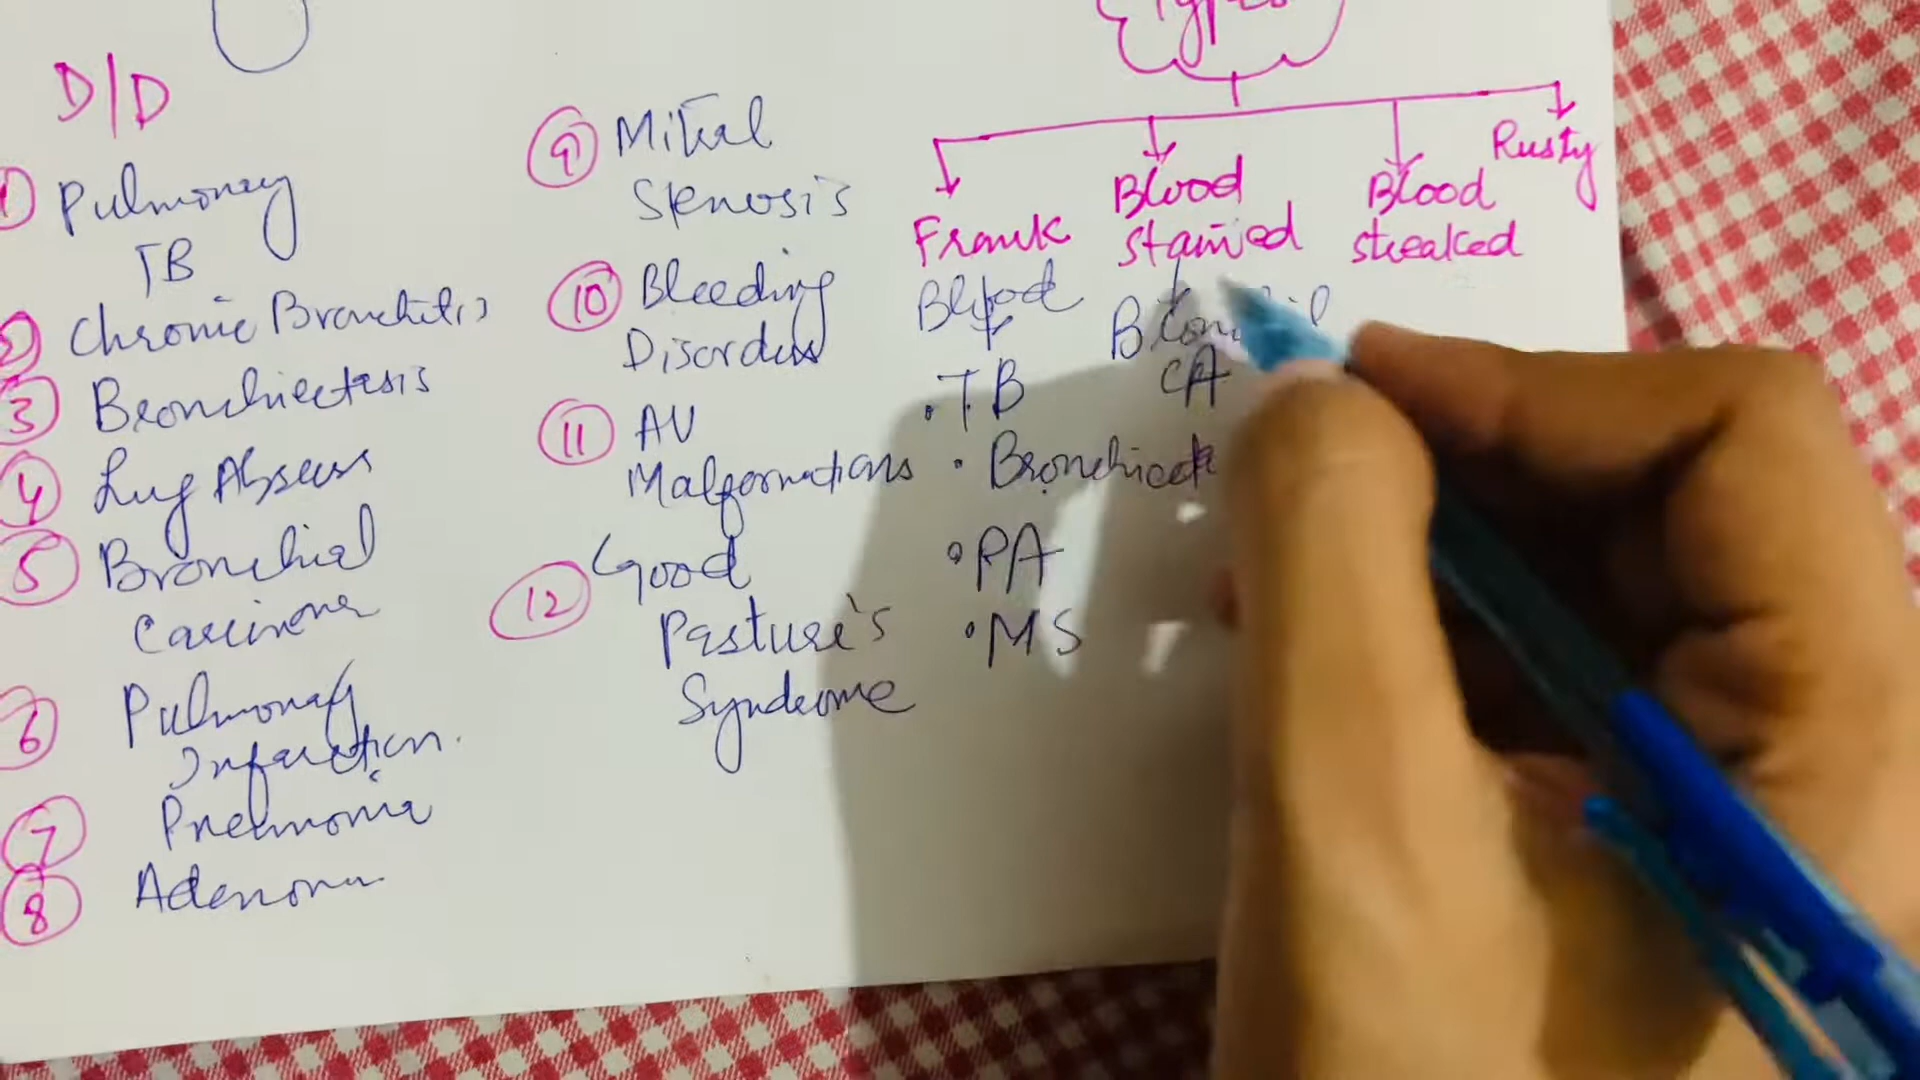 Types
D/D
1 Pulmonary
TB
2 Chronic Bronchitis
3 Bronchiectasis
4 Lung Abscess
5 Bronchial
Carcinoma
6 Pulmonary
Infarction.
7 Pneumonia
8 Adenoma
9 Mitral
Stenosis
10 Bleeding
Disorders
11 AV
Malformations
12 Good
Pasture's
Syndrome
Frank
Blood
• TB
• Bronchiect
• PA
• MS
Blood
stained
CA
Blood
streaked
Rusty